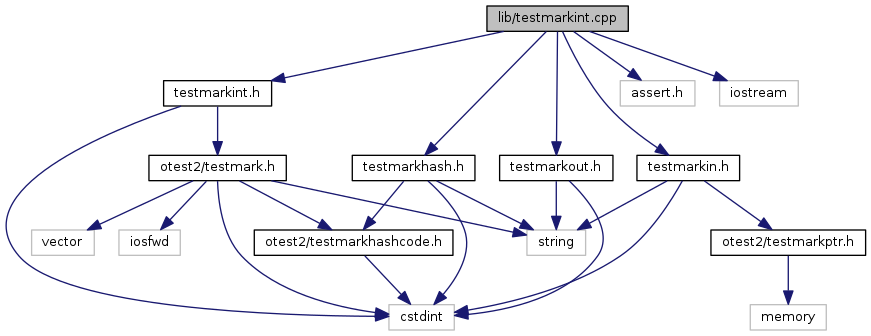 lib/testmarkint.cpp
testmarkint.h
assert.h
iostream
otest2/testmark.h
testmarkhash.h
testmarkout.h
testmarkin.h
vector
iosfwd
otest2/testmarkhashcode.h
string
otest2/testmarkptr.h
cstdint
memory